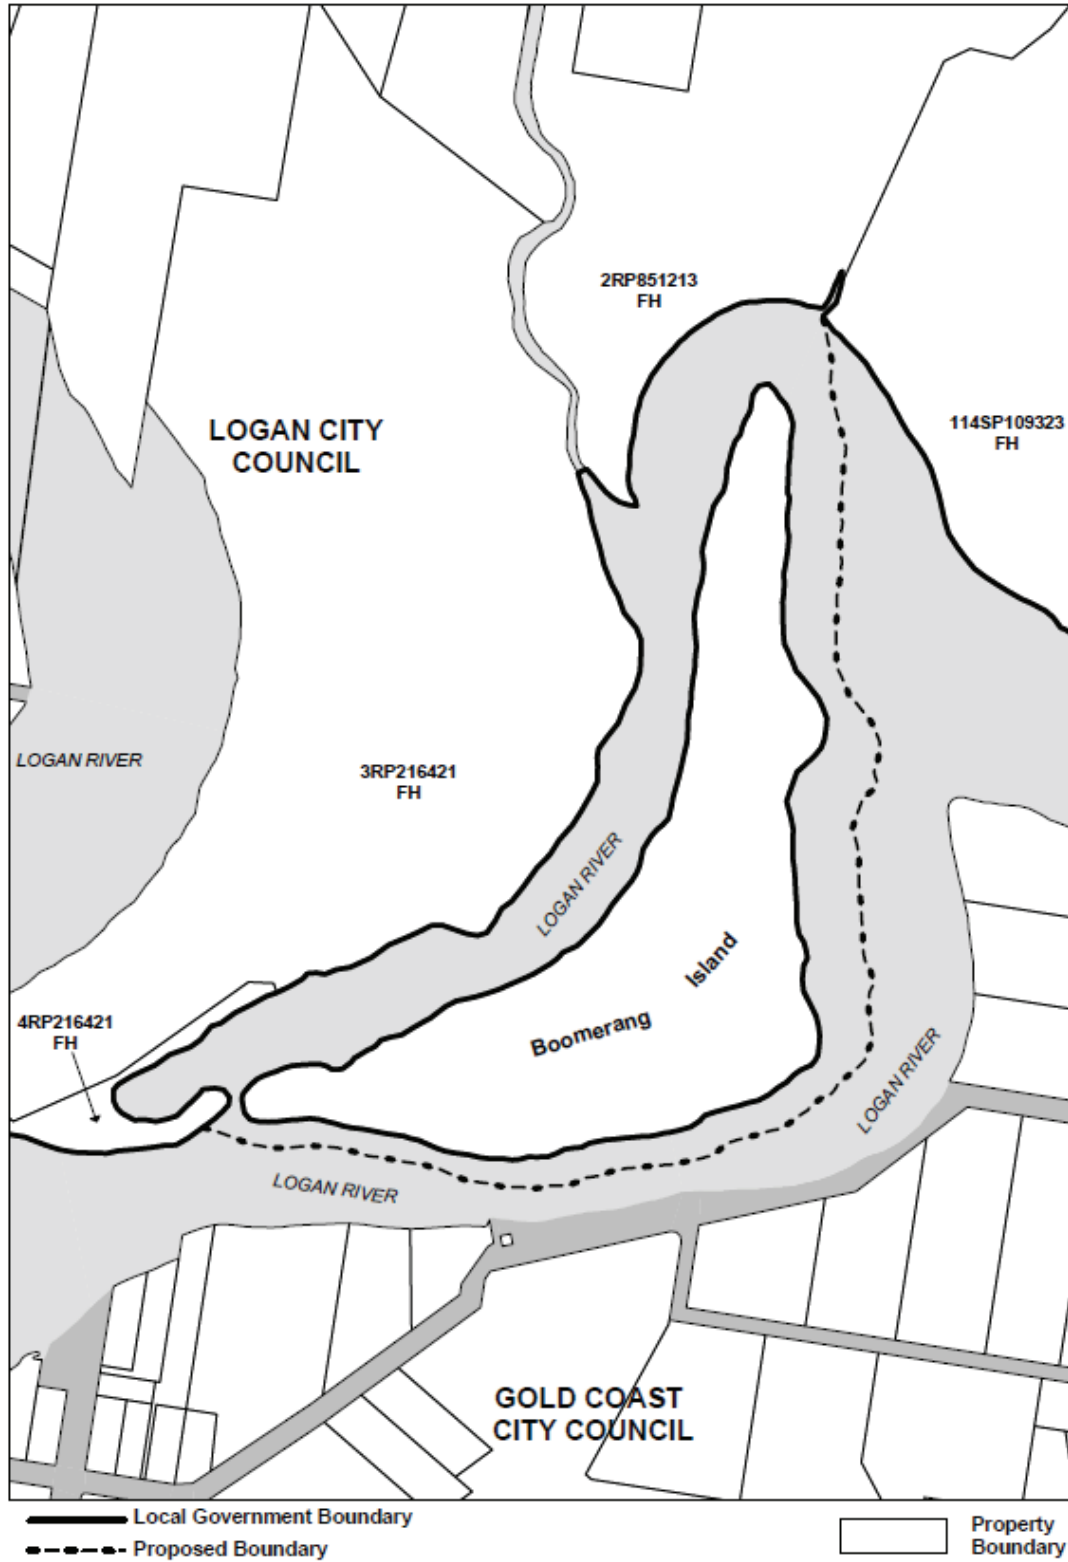 2RP851213
FH
LOGAN CITY
COUNCIL
114SP109323
FH
LOGAN RIVER
3RP216421
FH
LOGAN RIVER
Island
Boomerang
4RP216421
FH
LOGAN RIVER
LOGAN RIVER
GOLD COAST
CITY COUNCIL
Local Government Boundary
Proposed Boundary
Property
Boundary